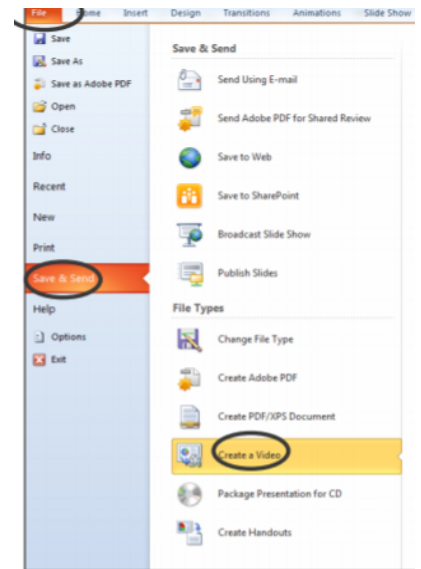 File Home Insert Design Transitions Animations Slide Show
Save
Save As
Save as Adobe PDF
Open
Close
Info
Recent
New
Print
Save & Send
Help
Options
Exit
Save & Send
Send Using E-mail
Send Adobe PDF for Shared Review
Save to Web
Save to SharePoint
Broadcast Slide Show
Publish Slides
File Types
Change File Type
Create Adobe PDF
Create PDF/XPS Document
Create a Video
Package Presentation for CD
Create Handouts